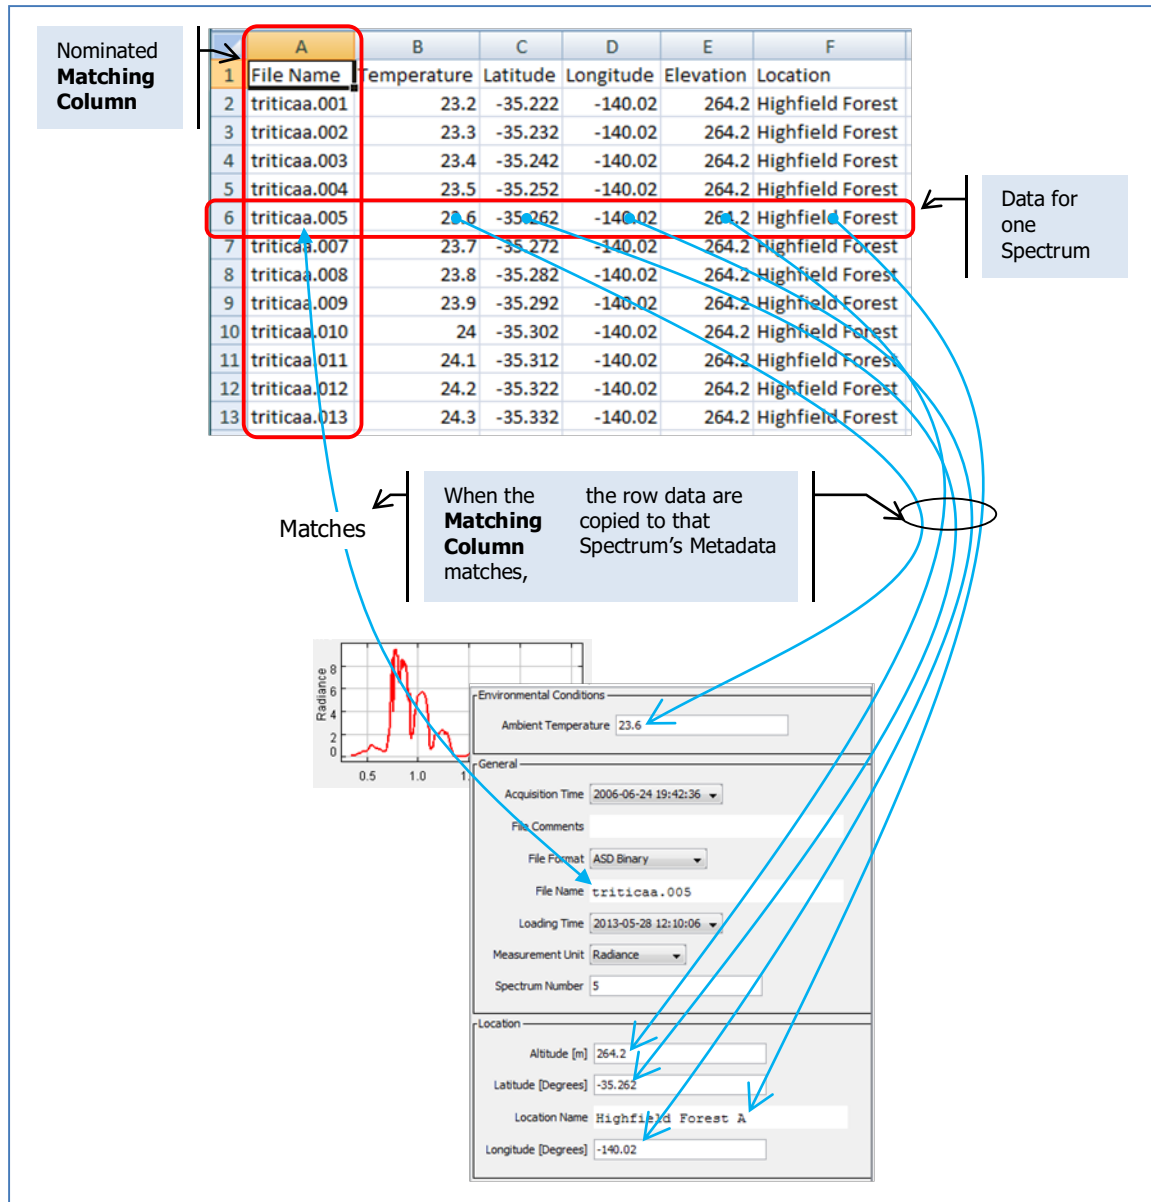 Nominated
Matching
Column
A B C D E F
1 File Name Temperature Latitude Longitude Elevation Location
2 triticaa.001 23.2 -35.222 -140.02 264.2 Highfield Forest
3 triticaa.002 23.3 -35.232 -140.02 264.2 Highfield Forest
4 triticaa.003 23.4 -35.242 -140.02 264.2 Highfield Forest
5 triticaa.004 23.5 -35.252 -140.02 264.2 Highfield Forest
6 triticaa.005 23.6 -35.262 -140.02 264.2 Highfield Forest
7 triticaa.007 23.7 -35.272 -140.02 264.2 Highfield Forest
8 triticaa.008 23.8 -35.282 -140.02 264.2 Highfield Forest
9 triticaa.009 23.9 -35.292 -140.02 264.2 Highfield Forest
10 triticaa.010 24 -35.302 -140.02 264.2 Highfield Forest
11 triticaa.011 24.1 -35.312 -140.02 264.2 Highfield Forest
12 triticaa.012 24.2 -35.322 -140.02 264.2 Highfield Forest
13 triticaa.013 24.3 -35.332 -140.02 264.2 Highfield Forest
Data for
one
Spectrum
Matches
When the
Matching
Column
matches,
the row data are
copied to that
Spectrum's Metadata
Radiance
8
6
4
2
0
0.5 1.0 1.
Environmental Conditions
Ambient Temperature 23.6
General
Acquisition Time 2006-06-24 19:42:36
File Comments
File Format ASD Binary
File Name triticaa.005
Loading Time 2013-05-28 12:10:06
Measurement Unit Radiance
Spectrum Number 5
Location
Altitude [m] 264.2
Latitude [Degrees] -35.262
Location Name Highfield Forest A
Longitude [Degrees] -140.02